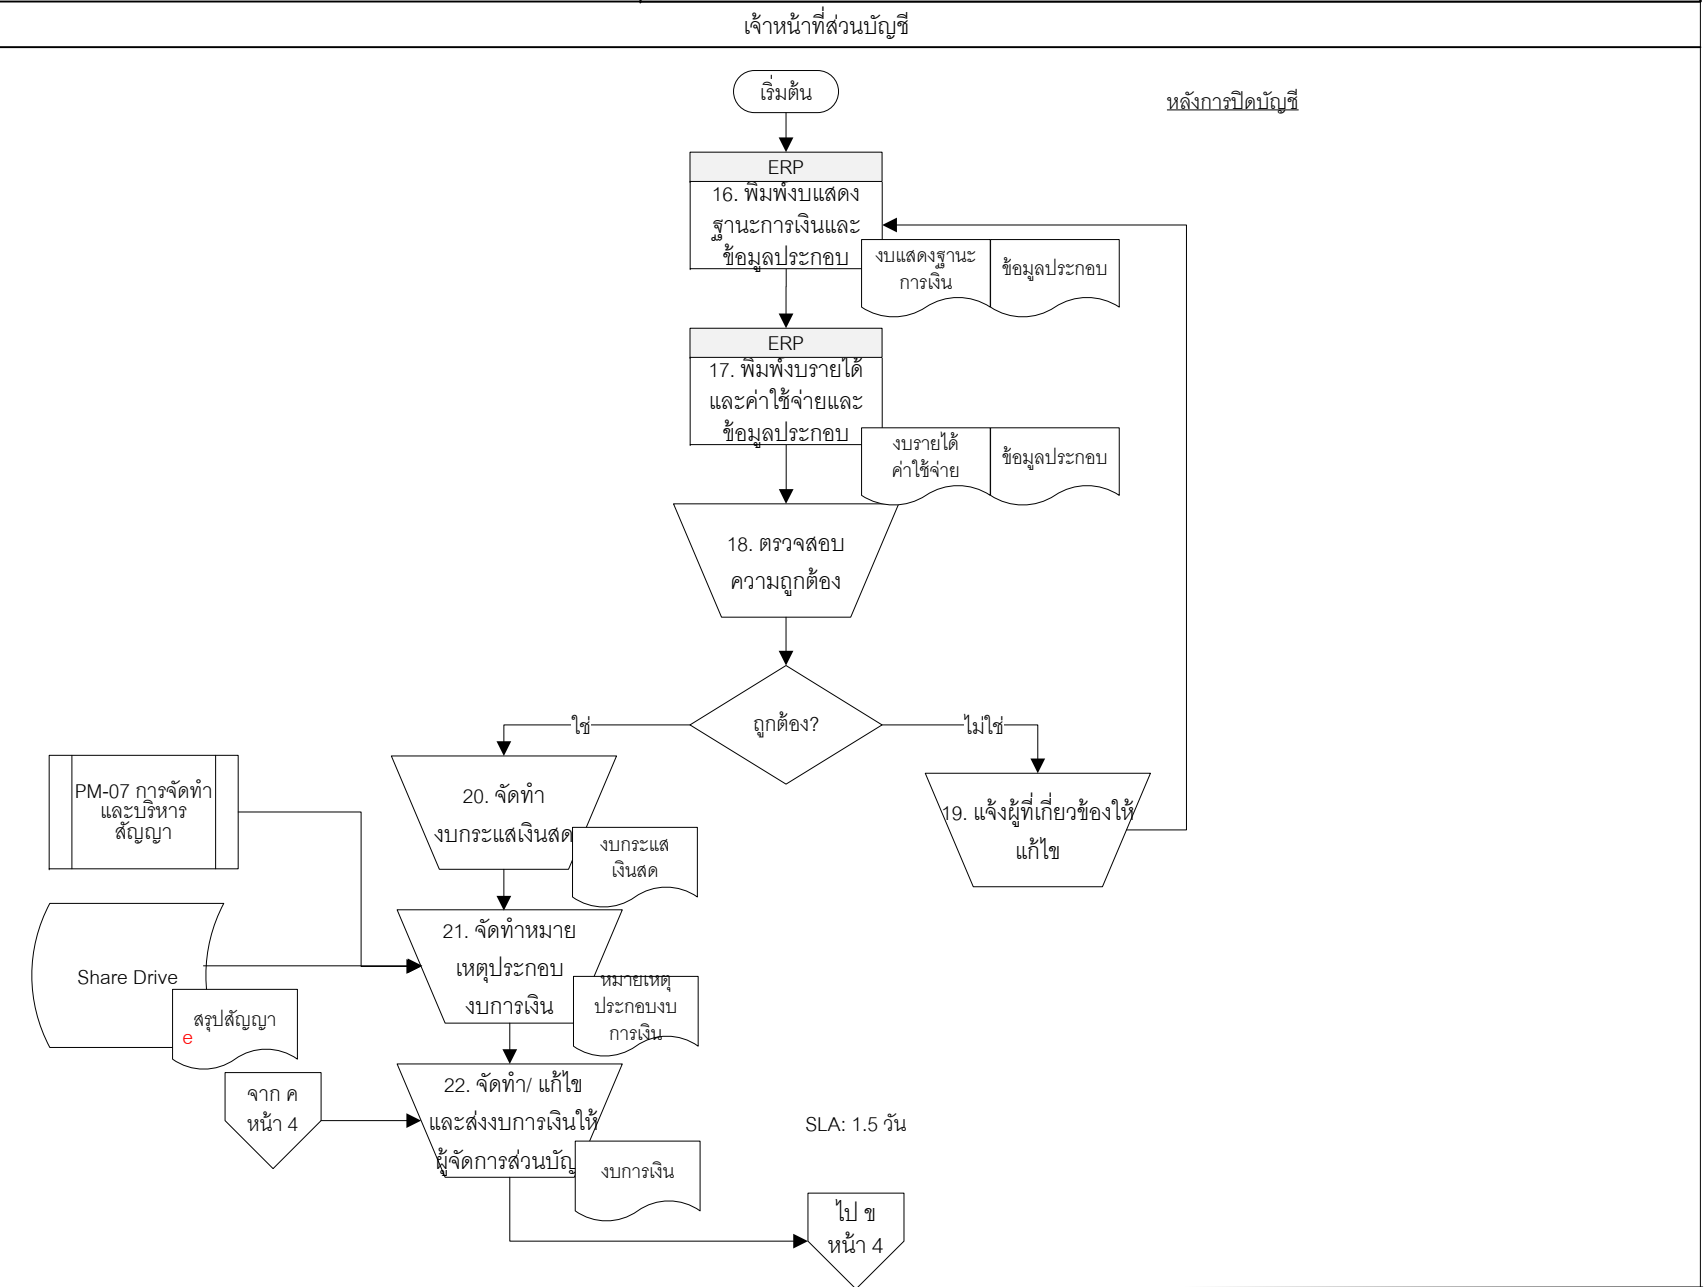 เจ้าหน้าที่ส่วนบัญชี
เริ่มต้น
หลังการปิดบัญชี
ERP
16. พิมพ์งบแสดง
ฐานะการเงินและ
ข้อมูลประกอบ
งบแสดงฐานะ
การเงิน
ข้อมูลประกอบ
ERP
17. พิมพ์งบรายได้
และค่าใช้จ่ายและ
ข้อมูลประกอบ
งบรายได้
ค่าใช้จ่าย
ข้อมูลประกอบ
18. ตรวจสอบ
ความถูกต้อง
ถูกต้อง?
ใช่
ไม่ใช่
PM-07 การจัดทำ
และบริหาร
สัญญา
20. จัดทำ
งบกระแสเงินสด
งบกระแส
เงินสด
19. แจ้งผู้ที่เกี่ยวข้องให้
แก้ไข
Share Drive
สรุปสัญญา
e
21. จัดทำหมาย
เหตุประกอบ
งบการเงิน
หมายเหตุ
ประกอบงบ
การเงิน
จาก ค
หน้า 4
22. จัดทำ/ แก้ไข
และส่งงบการเงินให้
ผู้จัดการส่วนบัญ
งบการเงิน
SLA: 1.5 วัน
ไป ข
หน้า 4